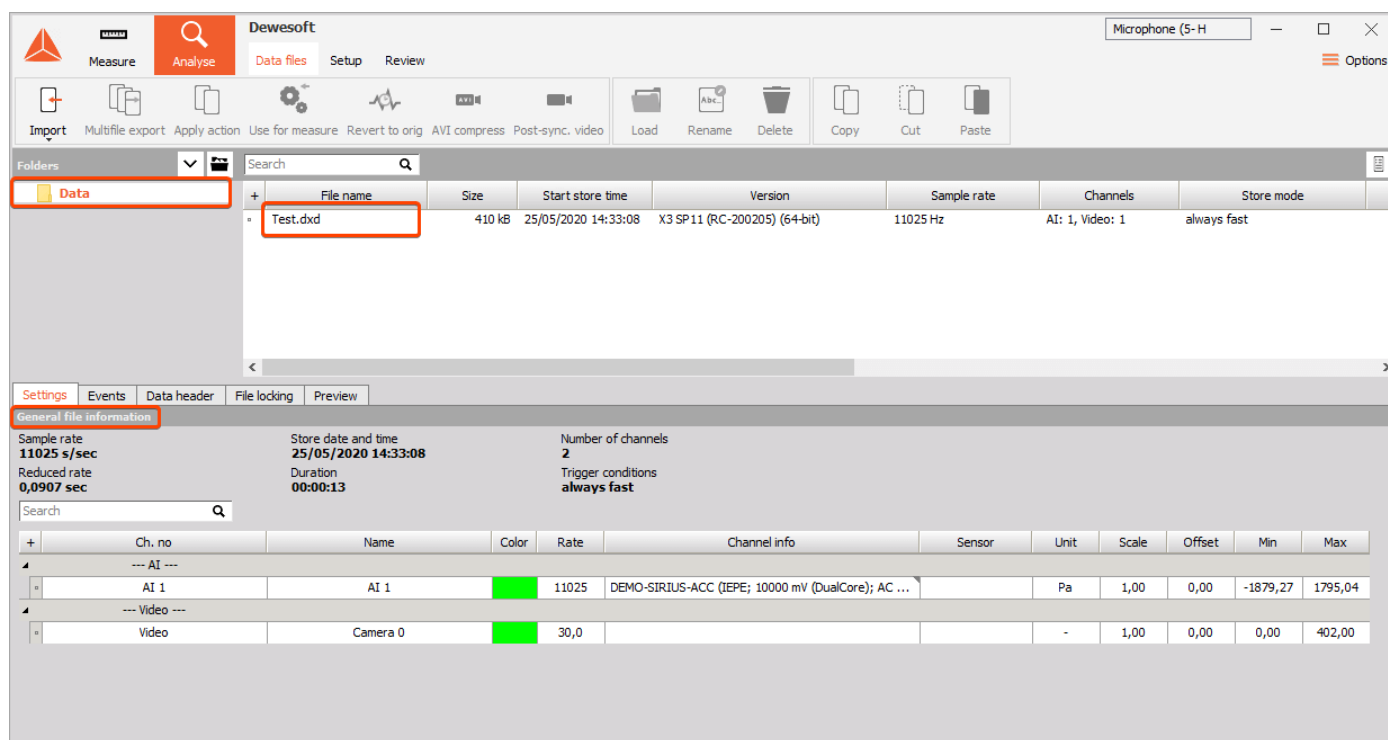 Dewesoft
Microphone (5- H
Measure
Analyse
Data files Setup Review
Options
Import Multifile export Apply action Use for measure Revert to orig AVI compress Post-sync. video Load Rename Delete Copy Cut Paste
Folders
Search
Data
+ File name Size Start store time Version Sample rate Channels Store mode
Test.dxd 410 kB 25/05/2020 14:33:08 X3 SP11 (RC-200205) (64-bit) 11025 Hz AI: 1, Video: 1 always fast
Settings Events Data header File locking Preview
General file information
Sample rate Store date and time Number of channels
11025 s/sec 25/05/2020 14:33:08 2
Reduced rate Duration Trigger conditions
0,0907 sec 00:00:13 always fast
Search
+ Ch. no Name Color Rate Channel info Sensor Unit Scale Offset Min Max
--- AI ---
AI 1 AI 1 11025 DEMO-SIRIUS-ACC (IEPE; 10000 mV (DualCore); AC ... Pa 1,00 0,00 -1879,27 1795,04
--- Video ---
Video Camera 0 30,0 - 1,00 0,00 0,00 402,00